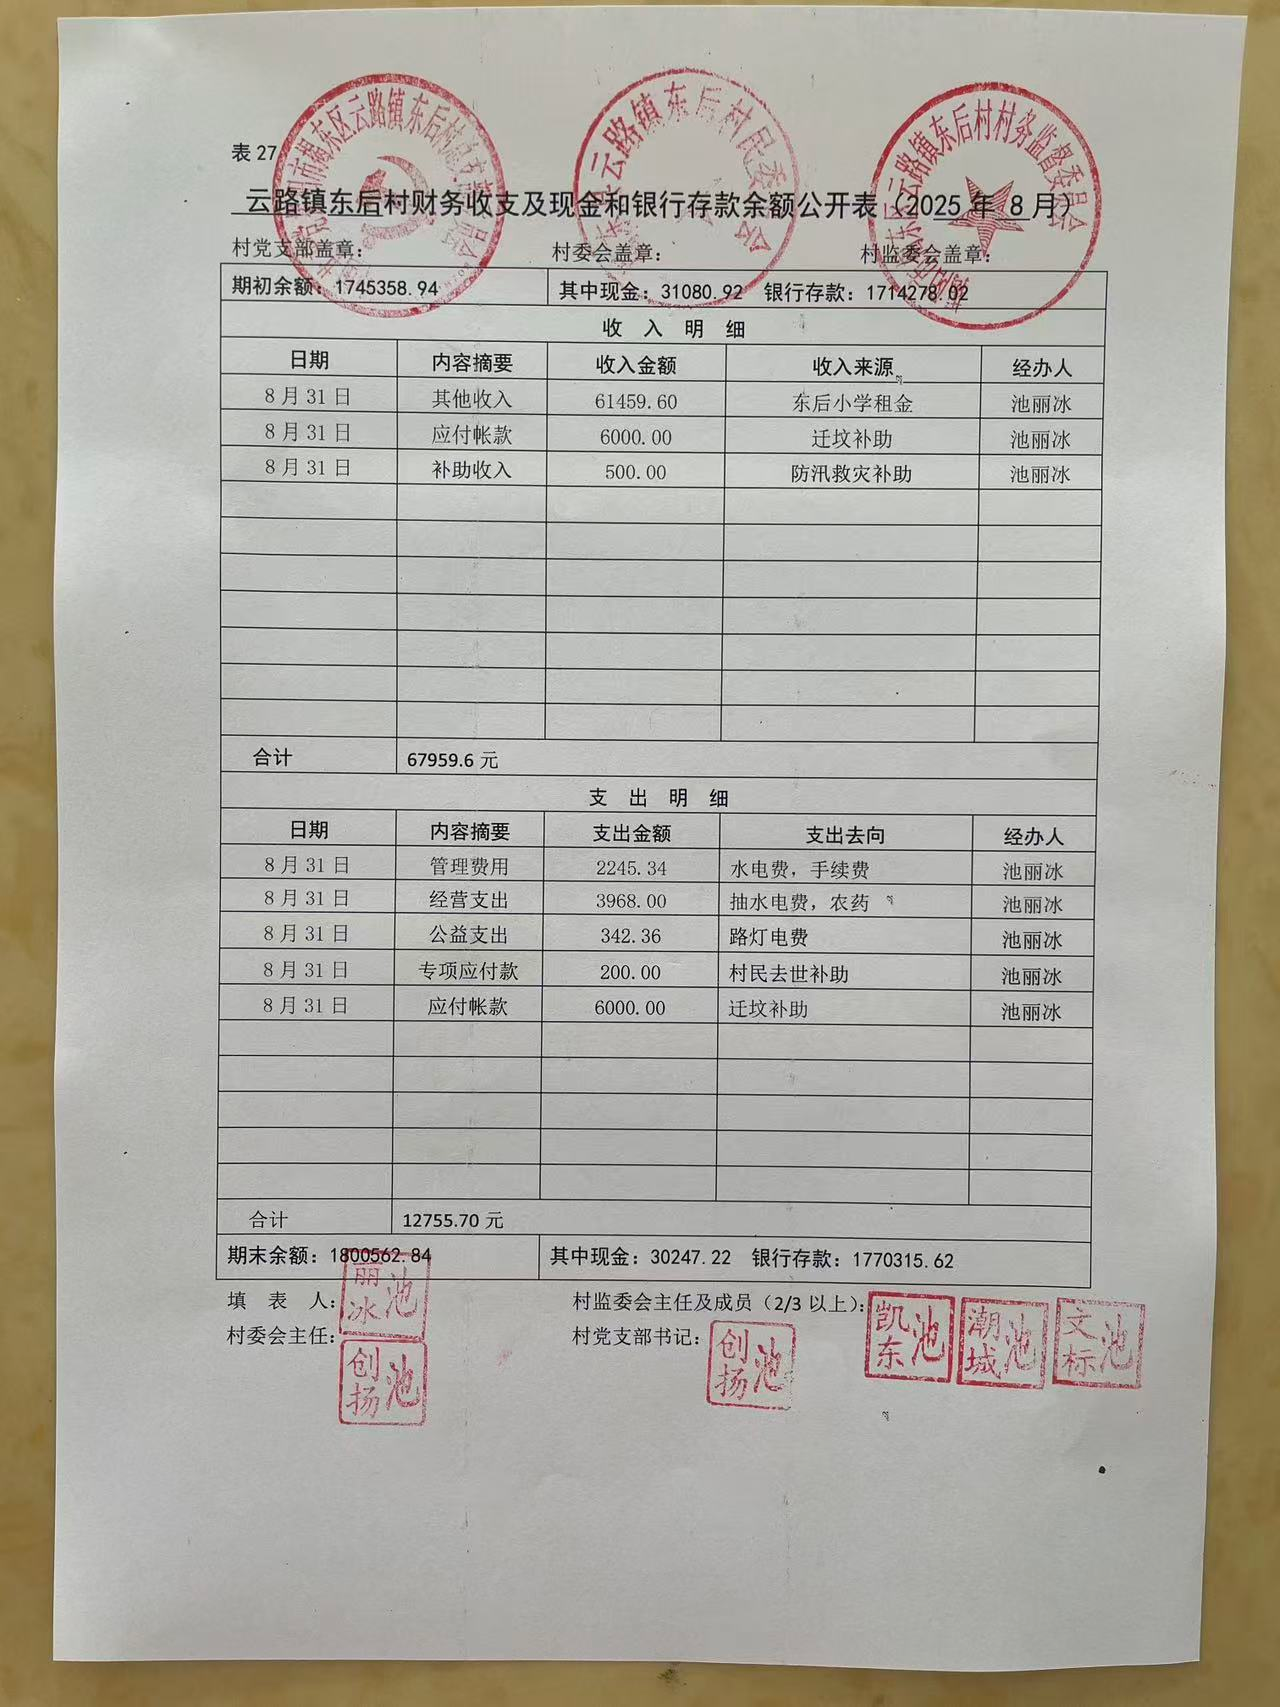 表 27
云路镇东后村财务收支及现金和银行存款余额公开表（2025 年 8 月）
村党支部盖章： 村委会盖章： 村监委会盖章：
期初余额：1745358.94 其中现金：31080.92 银行存款：1714278.02
收 入 明 细
日期 内容摘要 收入金额 收入来源 经办人
8 月 31 日 其他收入 61459.60 东后小学租金 池丽冰
8 月 31 日 应付帐款 6000.00 迁坟补助 池丽冰
8 月 31 日 补助收入 500.00 防汛救灾补助 池丽冰
合计 67959.6 元
支 出 明 细
日期 内容摘要 支出金额 支出去向 经办人
8 月 31 日 管理费用 2245.34 水电费，手续费 池丽冰
8 月 31 日 经营支出 3968.00 抽水电费，农药 池丽冰
8 月 31 日 公益支出 342.36 路灯电费 池丽冰
8 月 31 日 专项应付款 200.00 村民去世补助 池丽冰
8 月 31 日 应付帐款 6000.00 迁坟补助 池丽冰
合计 12755.70 元
期末余额：1800562.84 其中现金：30247.22 银行存款：1770315.62
填 表 人： 池丽冰 村监委会主任及成员（2/3 以上）： 池凯东 池潮城 池文标
村委会主任： 池创扬 村党支部书记： 池创扬